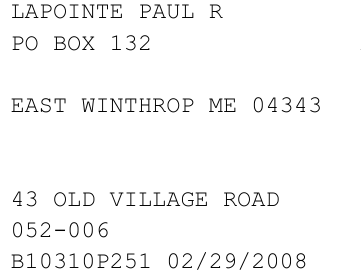 LAPOINTE PAUL R
PO BOX 132
EAST WINTHROP ME 04343
43 OLD VILLAGE ROAD
052-006
B10310P251 02/29/2008